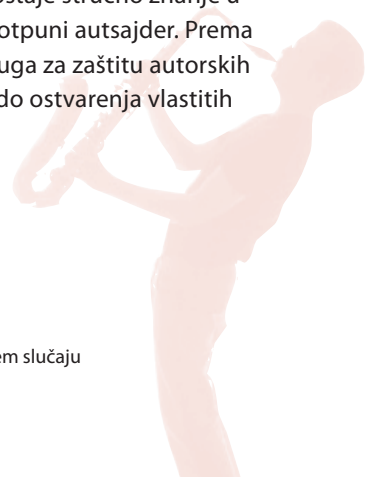 ostaje stručno znanje u
otpuni autsajder. Prema
uga za zaštitu autorskih
do ostvarenja vlastitih
em slučaju